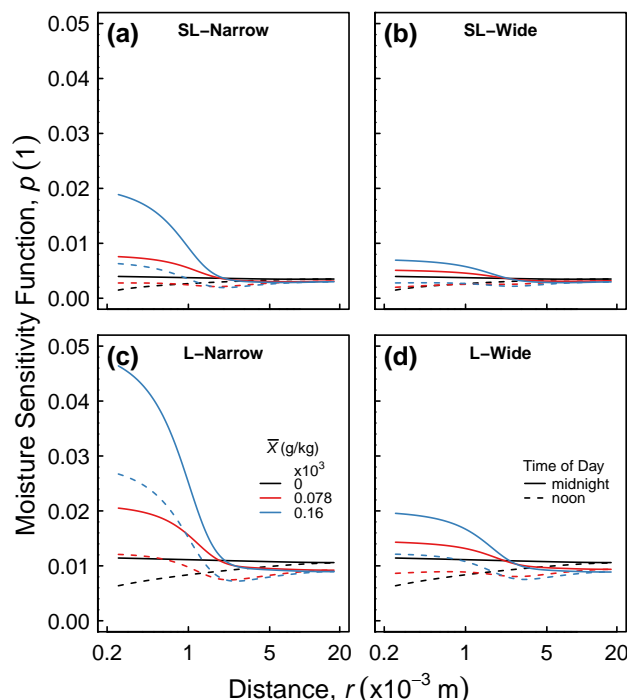 Moisture Sensitivity Function, p (1)
(a) SL−Narrow
(b) SL−Wide
0.05
0.04
0.03
0.02
0.01
0.00
(c) L−Narrow
(d) L−Wide
0.05
0.04
0.03
0.02
0.01
0.00
X̅ (g/kg)
x10³
0
0.078
0.16
Time of Day
midnight
noon
0.2 1 5 20
0.2 1 5 20
Distance, r (x10⁻³ m)